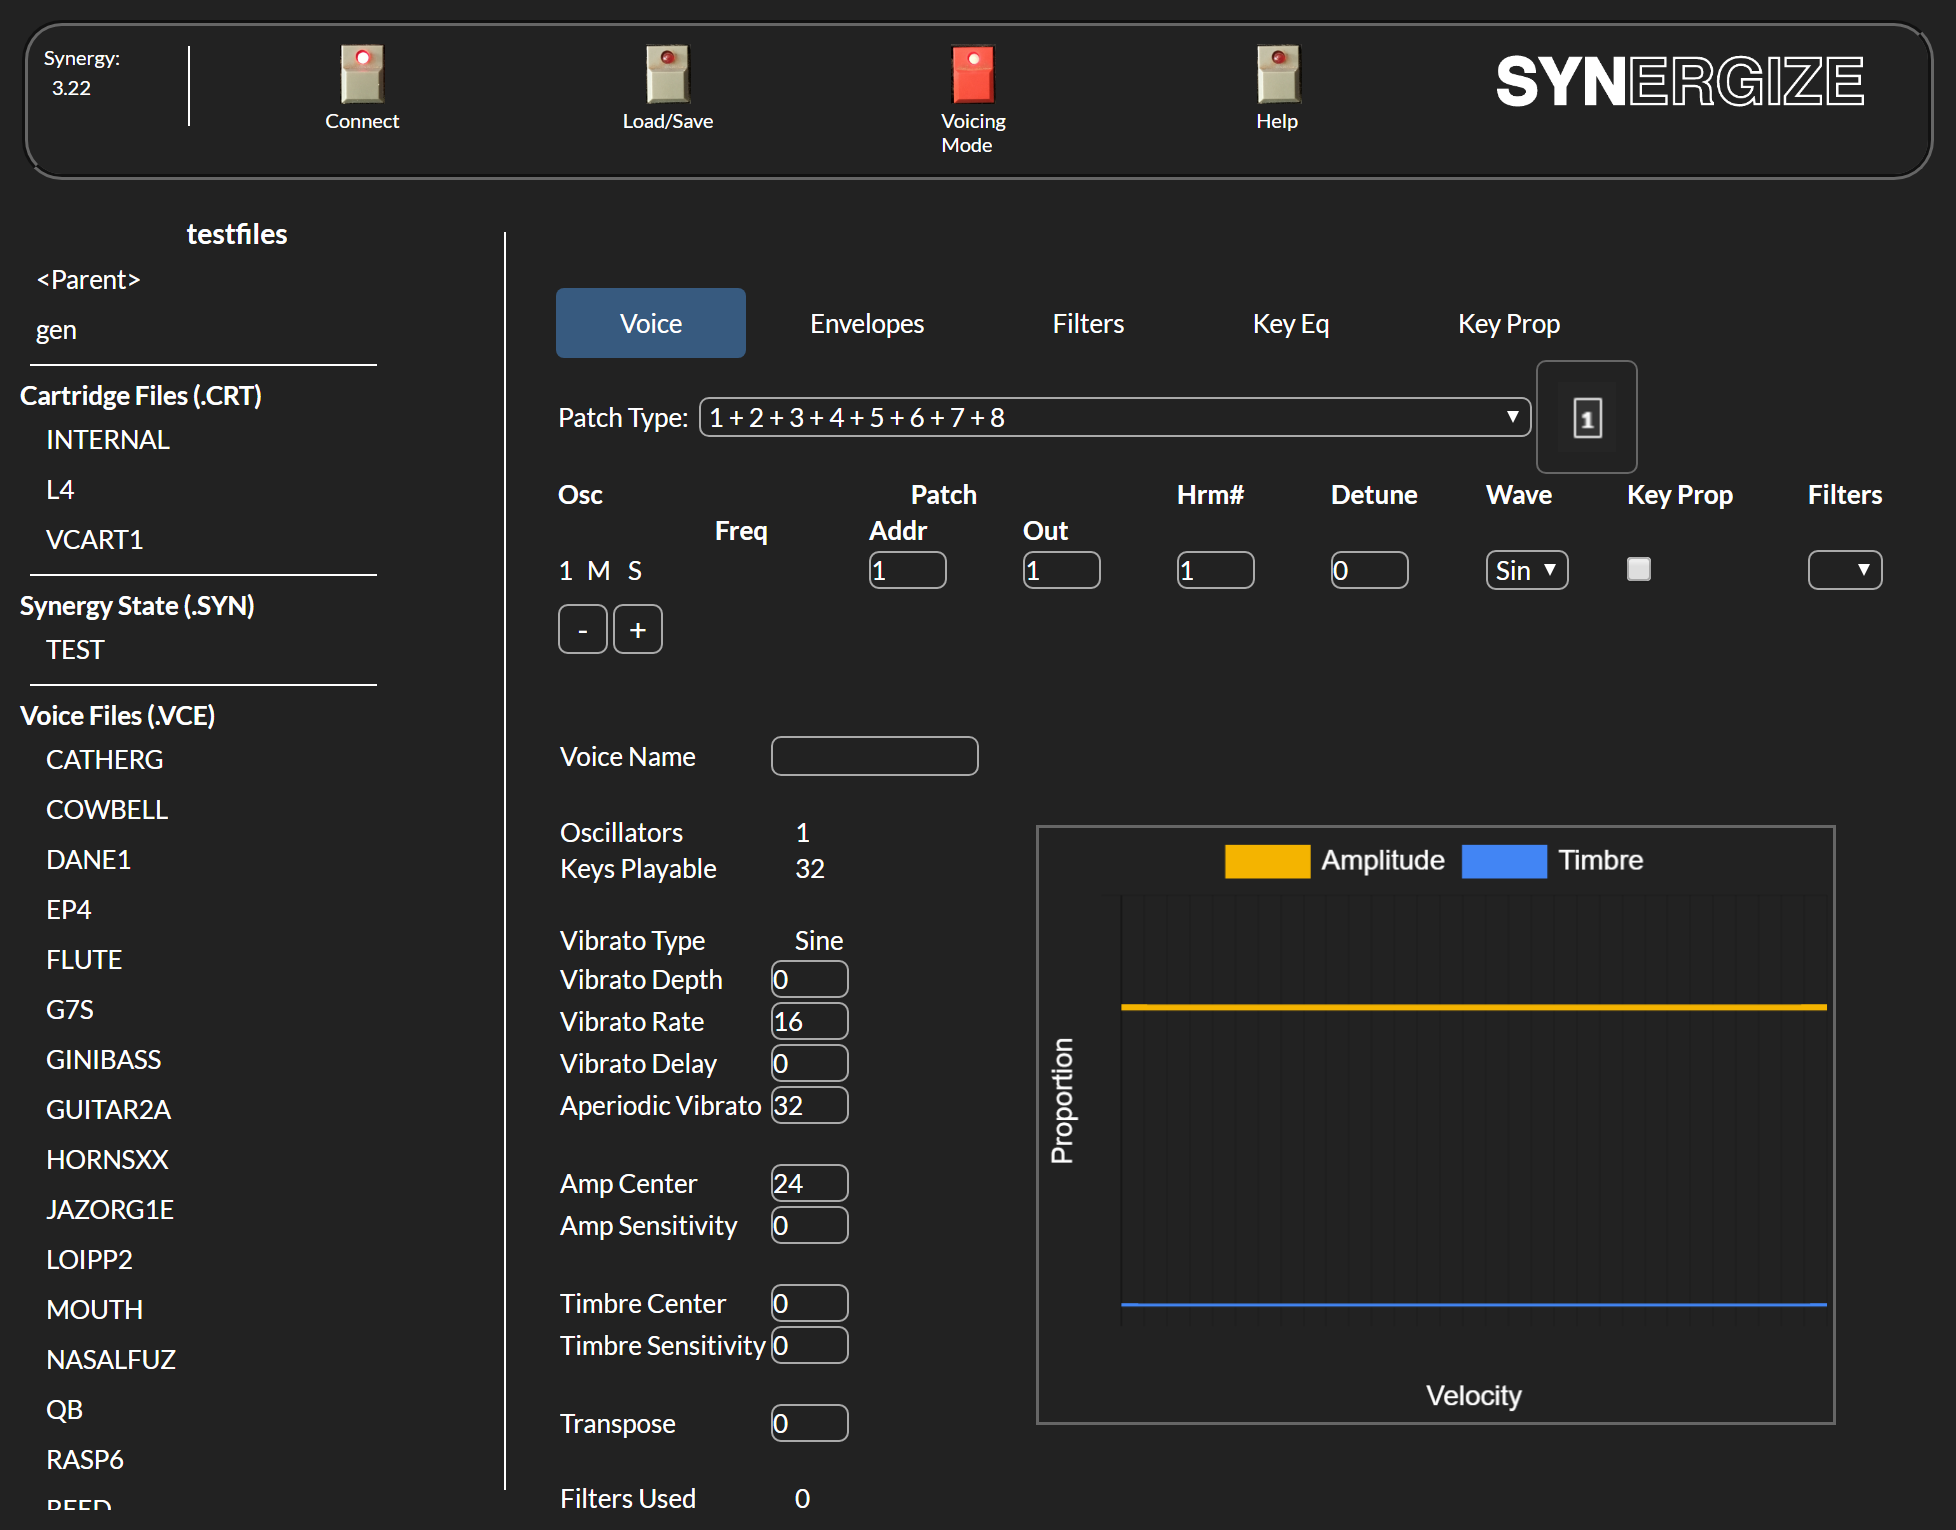 Synergy:
3.22
Connect
Load/Save
Voicing
Mode
Help
SYNERGIZE
testfiles
<Parent>
gen
Cartridge Files (.CRT)
INTERNAL
L4
VCART1
Synergy State (.SYN)
TEST
Voice Files (.VCE)
CATHERG
COWBELL
DANE1
EP4
FLUTE
G7S
GINIBASS
GUITAR2A
HORNSXX
JAZORG1E
LOIPP2
MOUTH
NASALFUZ
QB
RASP6
REED
Voice Envelopes Filters Key Eq Key Prop
Patch Type: 1 + 2 + 3 + 4 + 5 + 6 + 7 + 8 ▼ 1
Osc Patch Hrm# Detune Wave Key Prop Filters
Freq Addr Out
1 M S 1 1 1 0 Sin ▼ ▼
- +
Voice Name
Oscillators 1
Keys Playable 32
Vibrato Type Sine
Vibrato Depth 0
Vibrato Rate 16
Vibrato Delay 0
Aperiodic Vibrato 32
Amp Center 24
Amp Sensitivity 0
Timbre Center 0
Timbre Sensitivity 0
Transpose 0
Filters Used 0
Amplitude Timbre
Proportion
Velocity